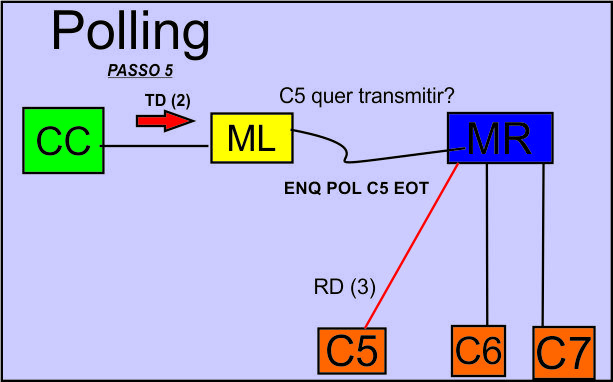 Polling
PASSO 5
TD (2)
C5 quer transmitir?
CC
ML
MR
ENQ POL C5 EOT
RD (3)
C5
C6
C7